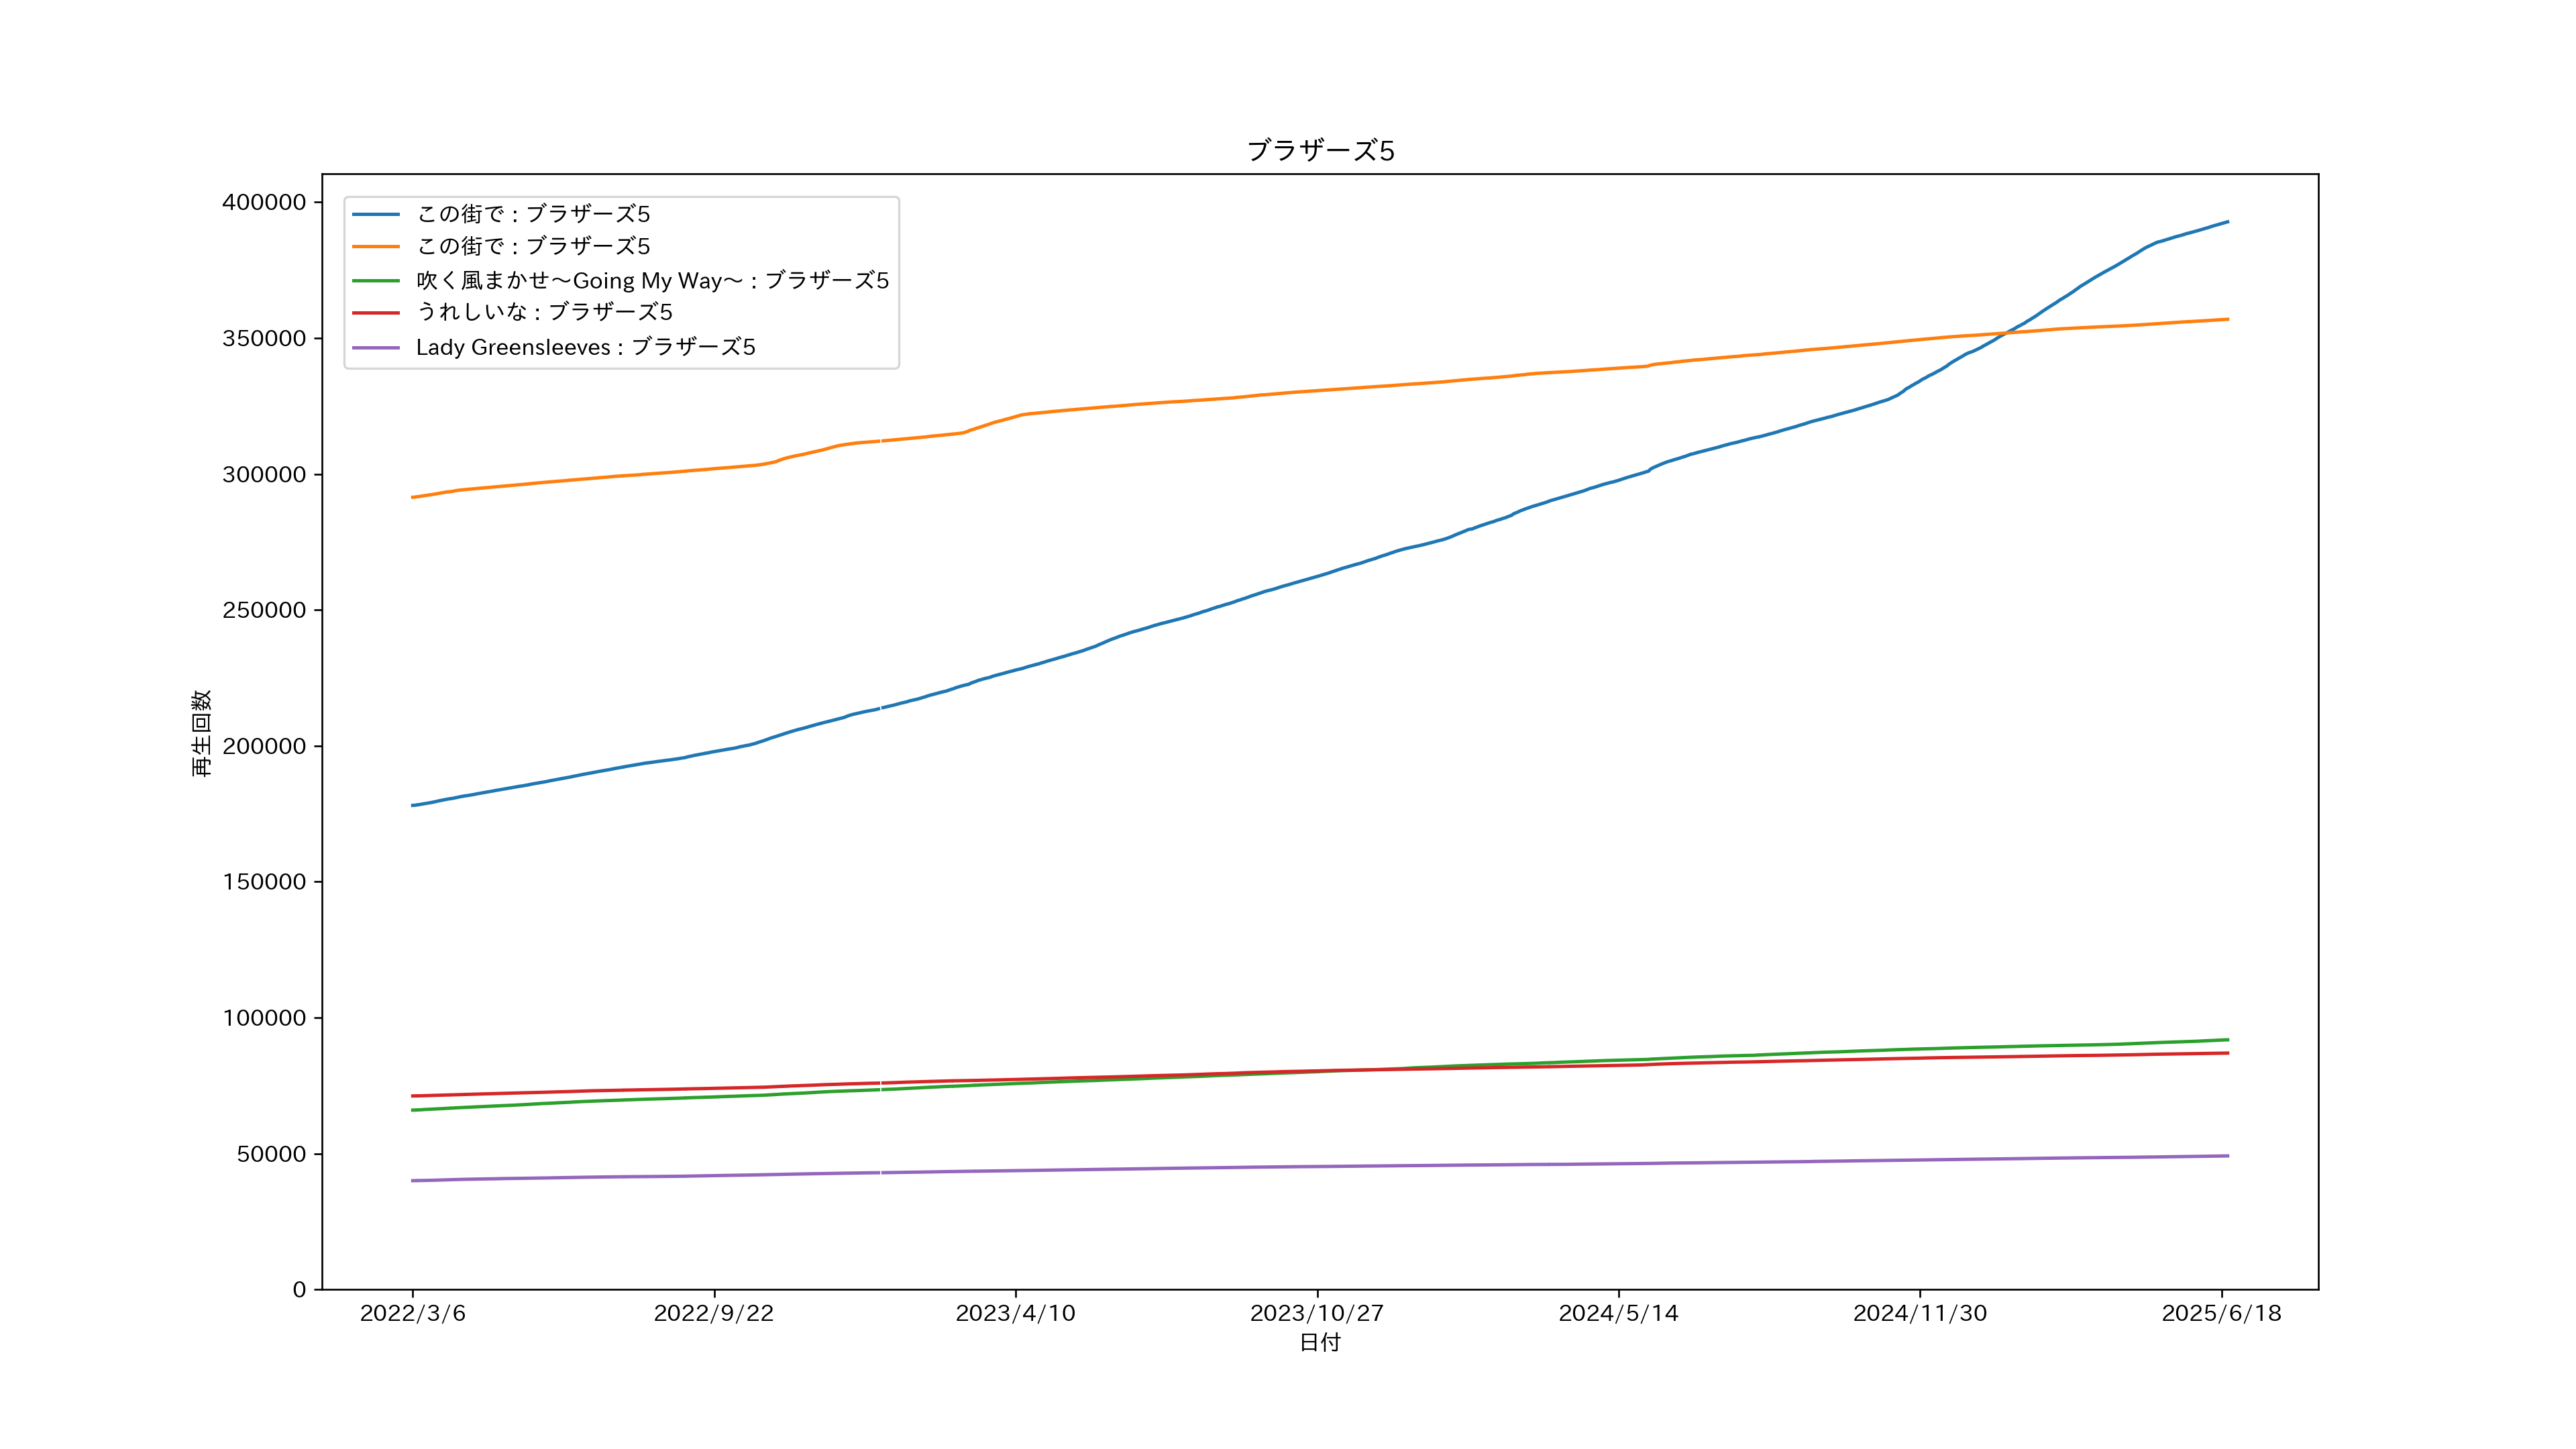 ブラザーズ5
この街で : ブラザーズ5
この街で : ブラザーズ5
吹く風まかせ～Going My Way～ : ブラザーズ5
うれしいな : ブラザーズ5
Lady Greensleeves : ブラザーズ5
400000
350000
300000
250000
200000
150000
100000
50000
0
再生回数
2022/3/6
2022/9/22
2023/4/10
2023/10/27
2024/5/14
2024/11/30
2025/6/18
日付